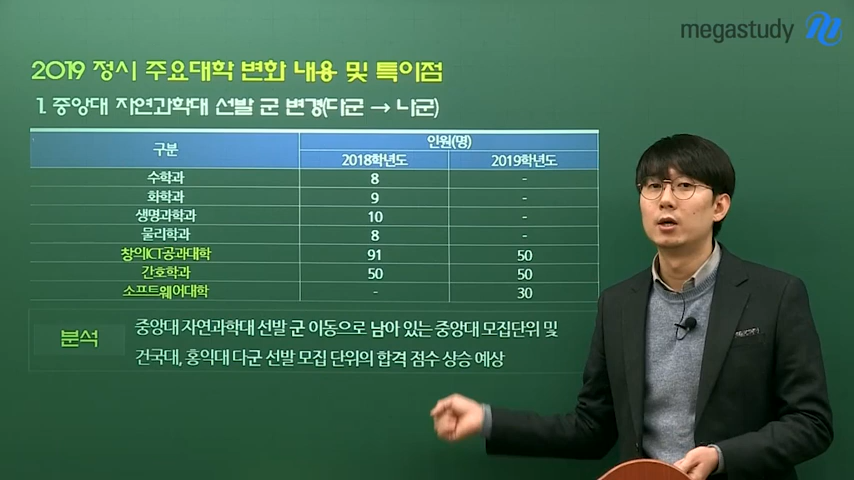 megastudy
2019 정시 주요대학 변화 내용 및 특이점
1. 중앙대 자연과학대 선발 군 변경(다군 → 나군)
구분 인원(명)
2018학년도 2019학년도
수학과 8 -
화학과 9 -
생명과학과 10 -
물리학과 8 -
창의ICT공과대학 91 50
간호학과 50 50
소프트웨어대학 - 30
분석
중앙대 자연과학대 선발 군 이동으로 남아 있는 중앙대 모집단위 및
건국대, 홍익대 다군 선발 모집 단위의 합격 점수 상승 예상